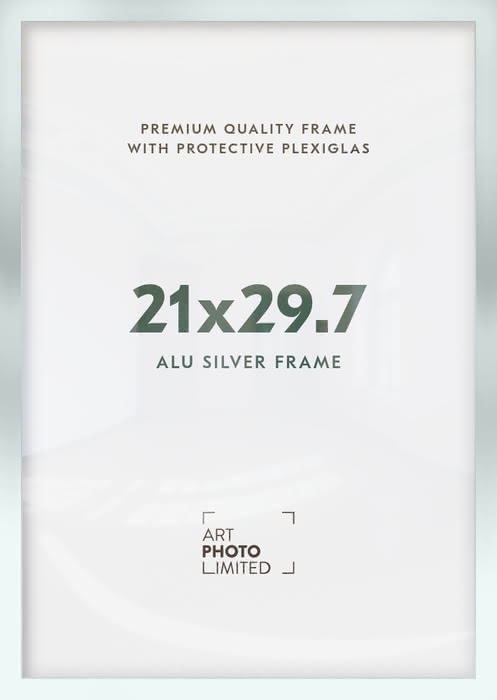 PREMIUM QUALITY FRAME
WITH PROTECTIVE PLEXIGLAS
21x29.7
ALU SILVER FRAME
ART
PHOTO
LIMITED